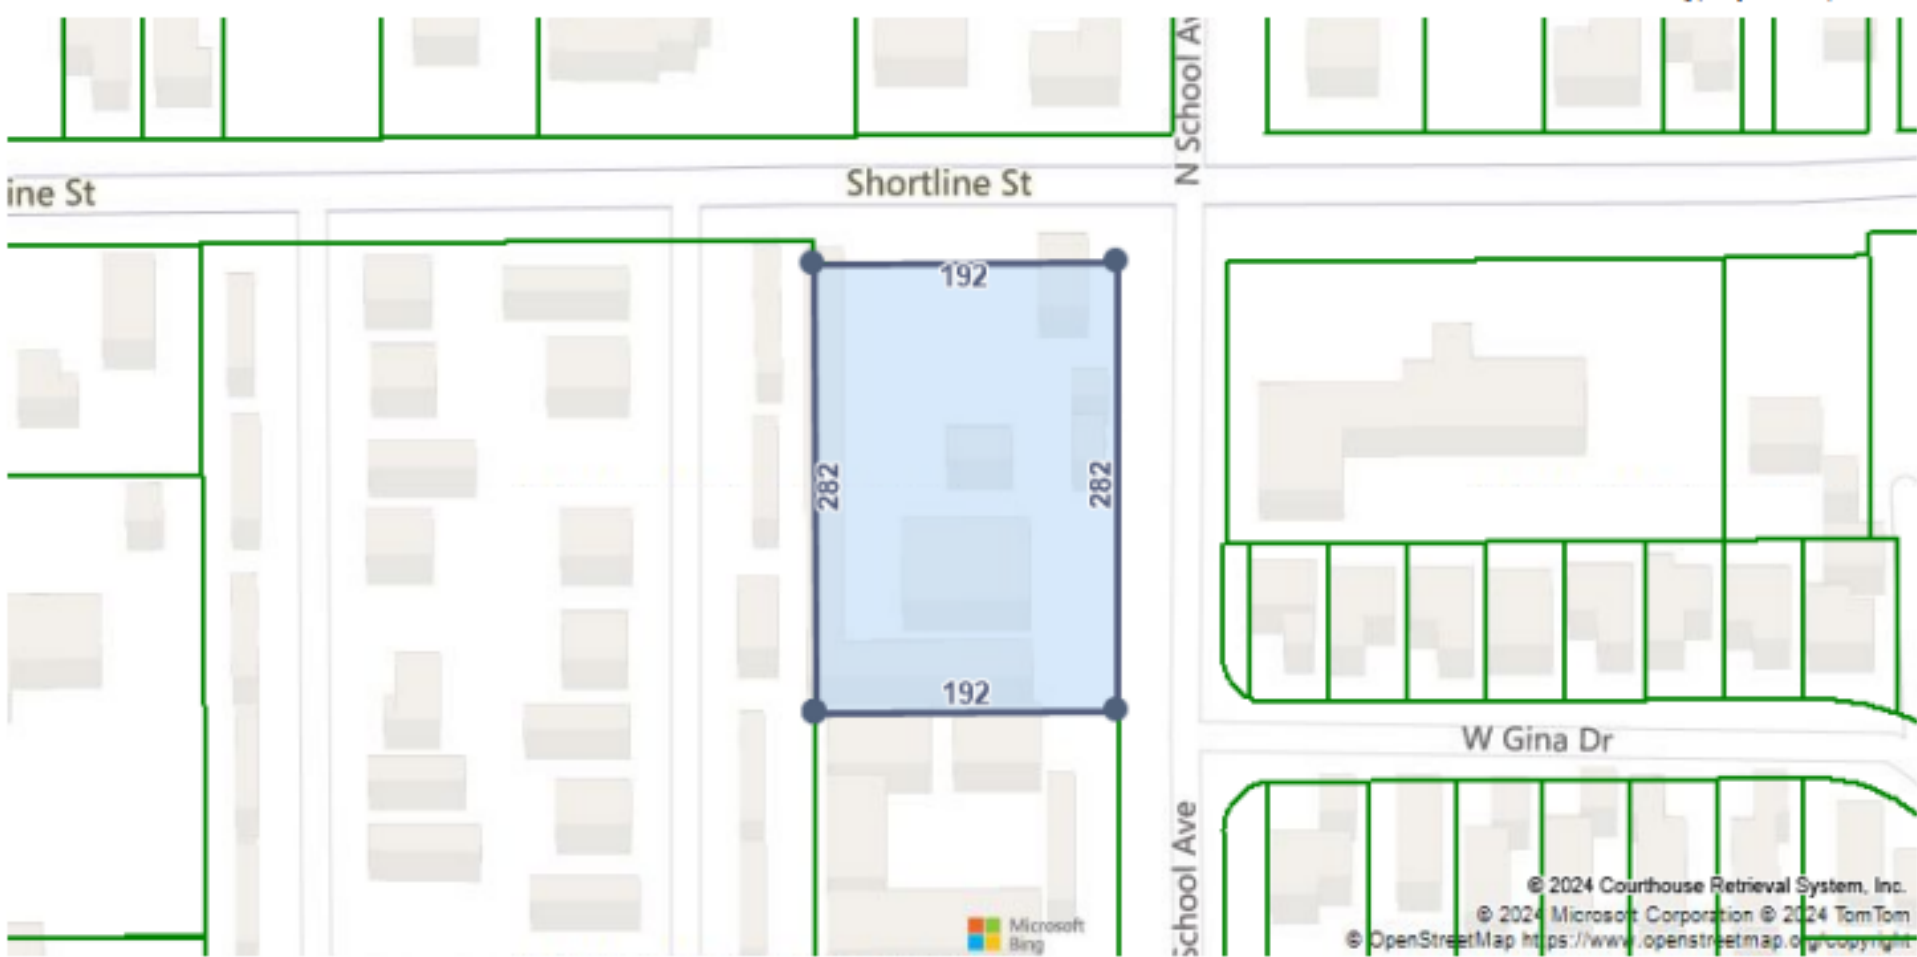 N School Av
ine St
Shortline St
192
282
282
192
W Gina Dr
School Ave
© 2024 Courthouse Retrieval System, Inc.
© 2024 Microsoft Corporation © 2024 TomTom
© OpenStreetMap https://www.openstreetmap.org/copyright
Microsoft
Bing